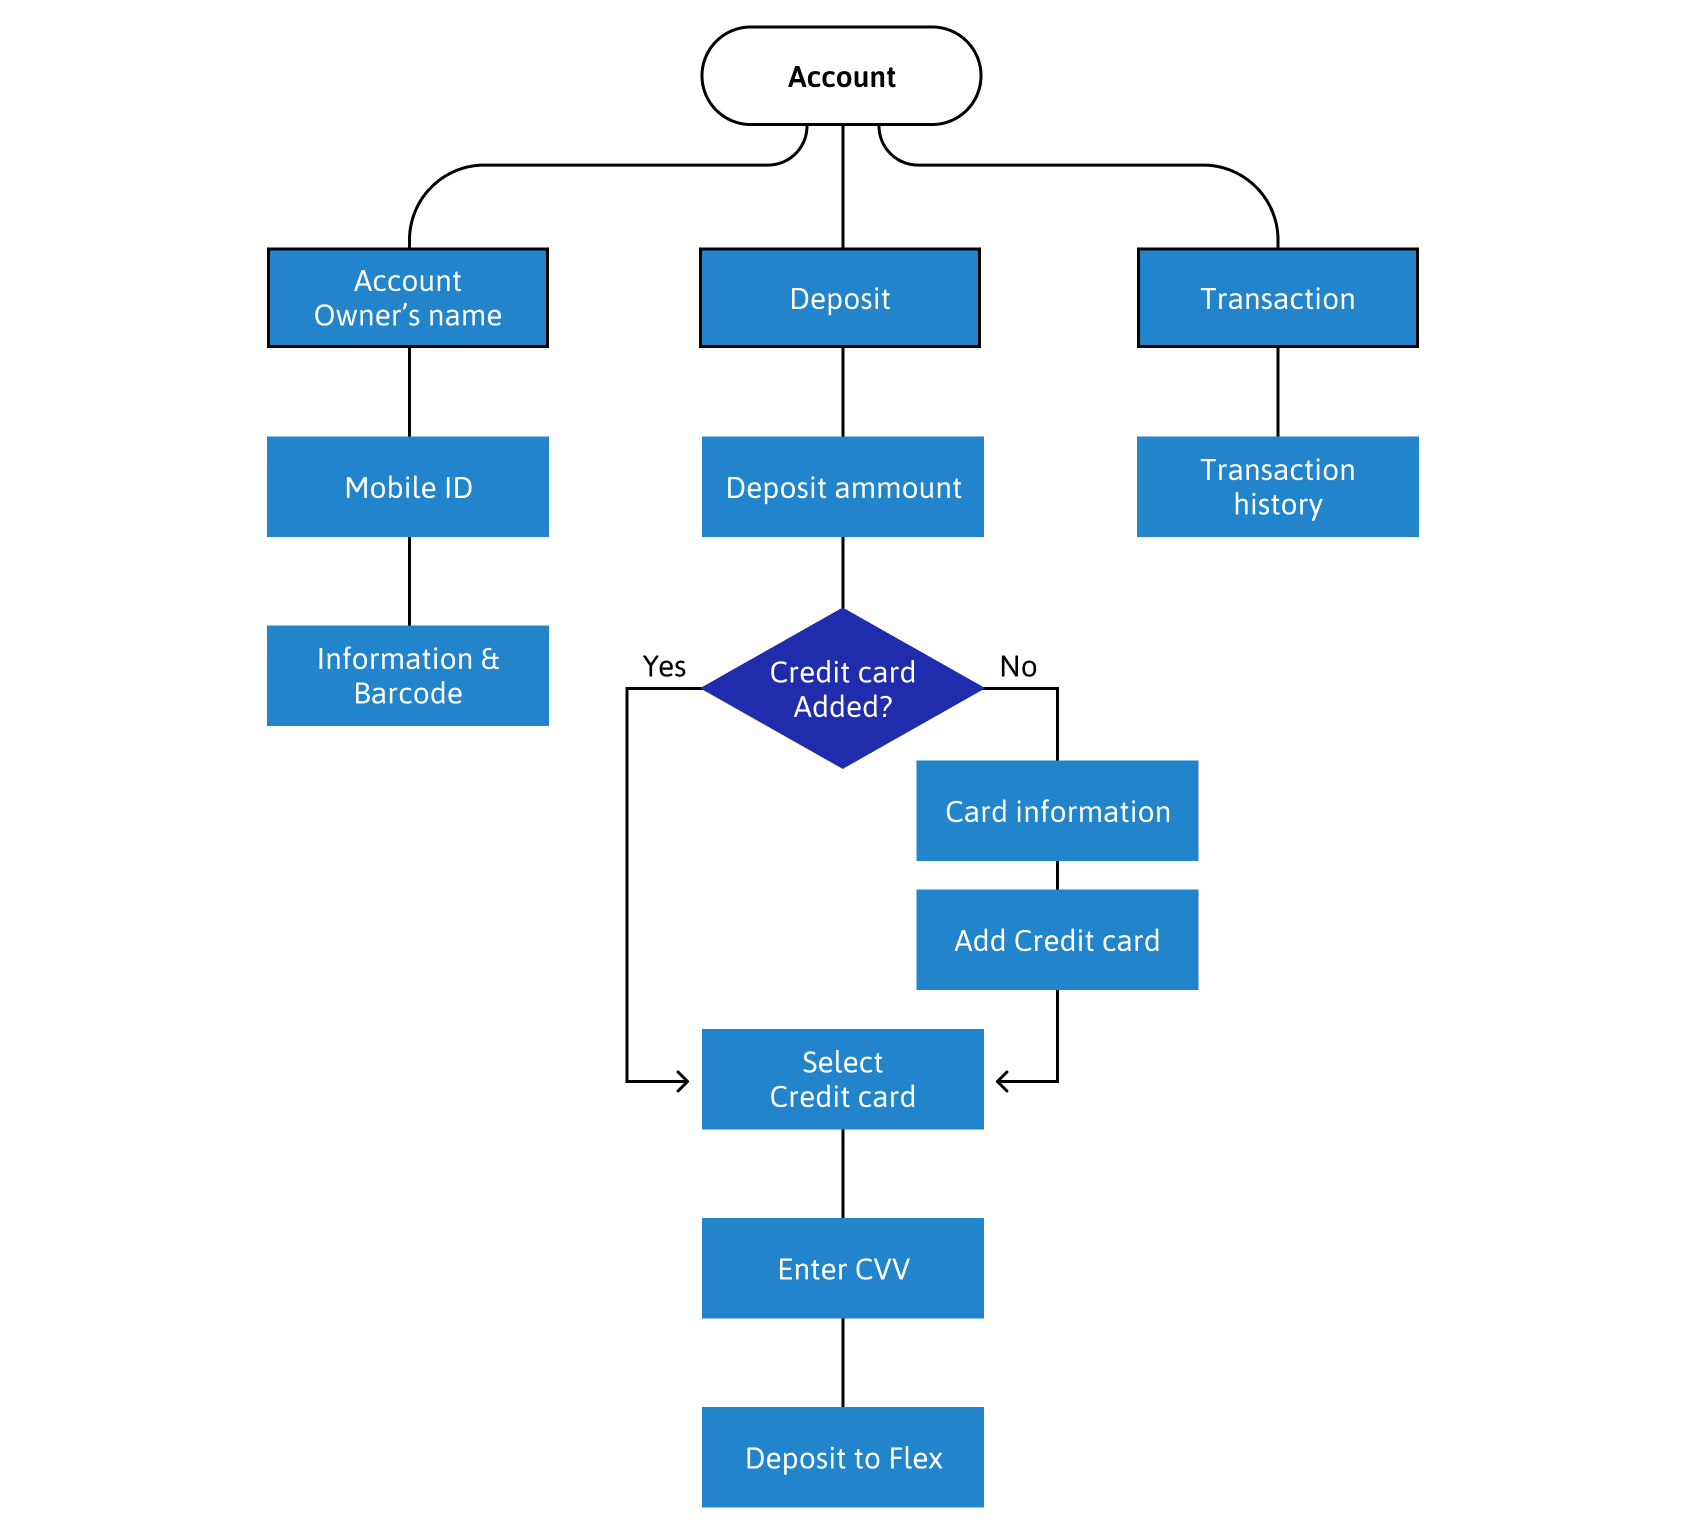 Account
Account
Owner’s name
Deposit
Transaction
Mobile ID
Deposit ammount
Transaction
history
Information &
Barcode
Yes
Credit card
Added?
No
Card information
Add Credit card
Select
Credit card
Enter CVV
Deposit to Flex